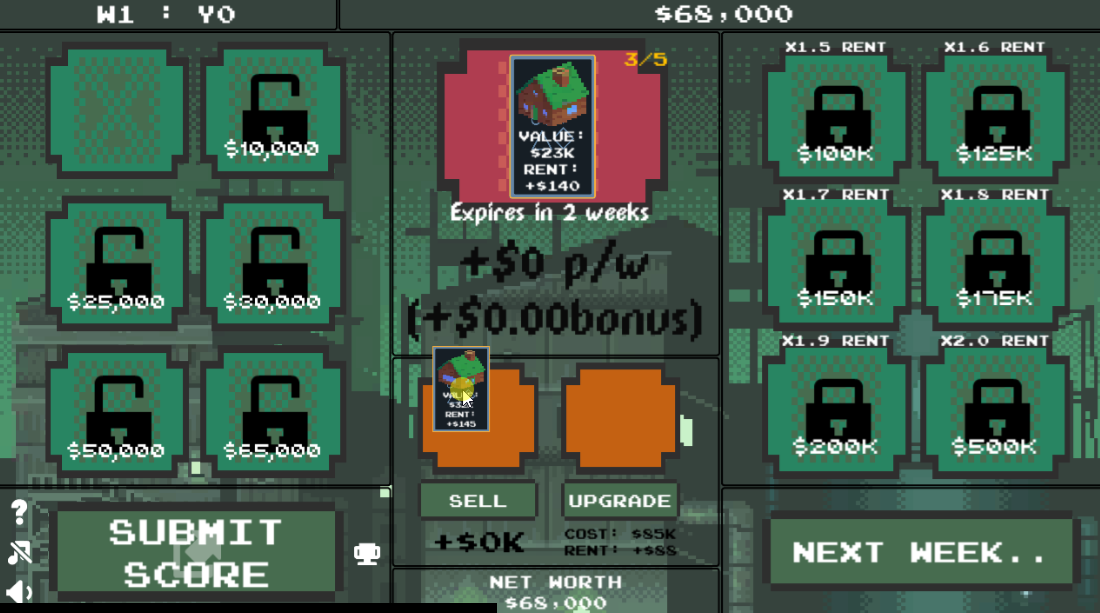 W1 : Y0
$68,000
$10,000
$25,000
$30,000
$50,000
$65,000
3/5
VALUE:
$23K
RENT:
+$140
Expires in 2 weeks
+$0 p/w
(+$0.00bonus)
RENT:
+$145
X1.5 RENT
X1.6 RENT
$100K
$125K
X1.7 RENT
X1.8 RENT
$150K
$175K
X1.9 RENT
X2.0 RENT
$200K
$500K
SUBMIT
SCORE
SELL
UPGRADE
+$0K
COST: $85K
RENT: +$88
NET WORTH
$68,000
NEXT WEEK..